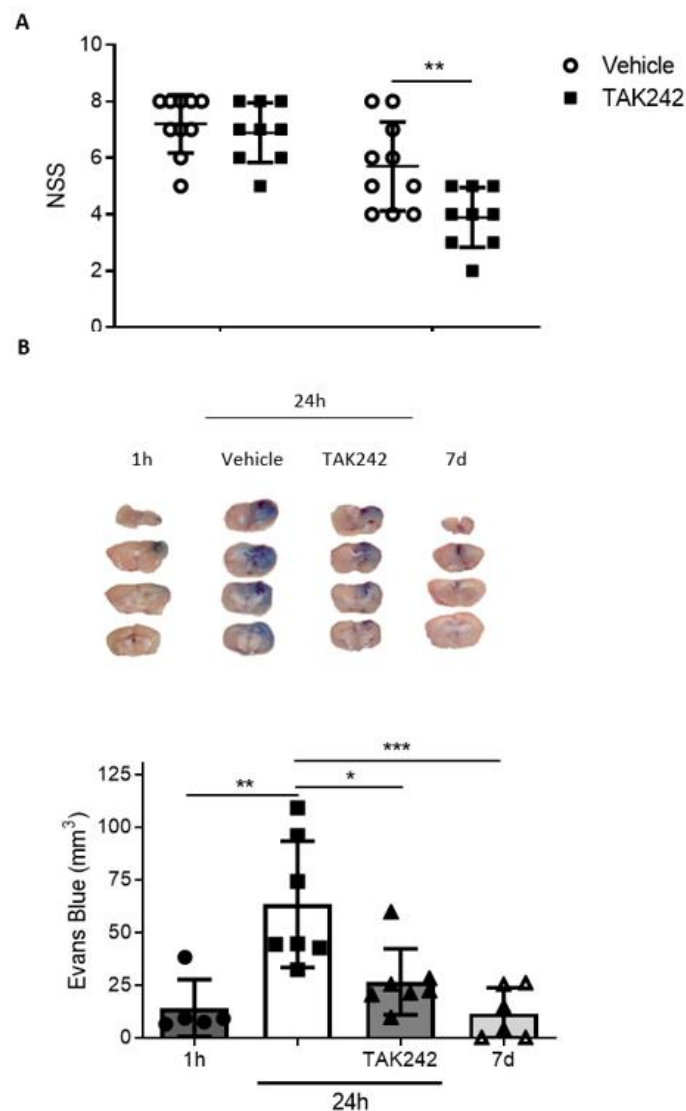 A
10
8
6
4
2
0
NSS
**
Vehicle
TAK242
B
24h
1h Vehicle TAK242 7d
***
** *
125
100
75
50
25
0
Evans Blue (mm³)
1h TAK242 7d
24h